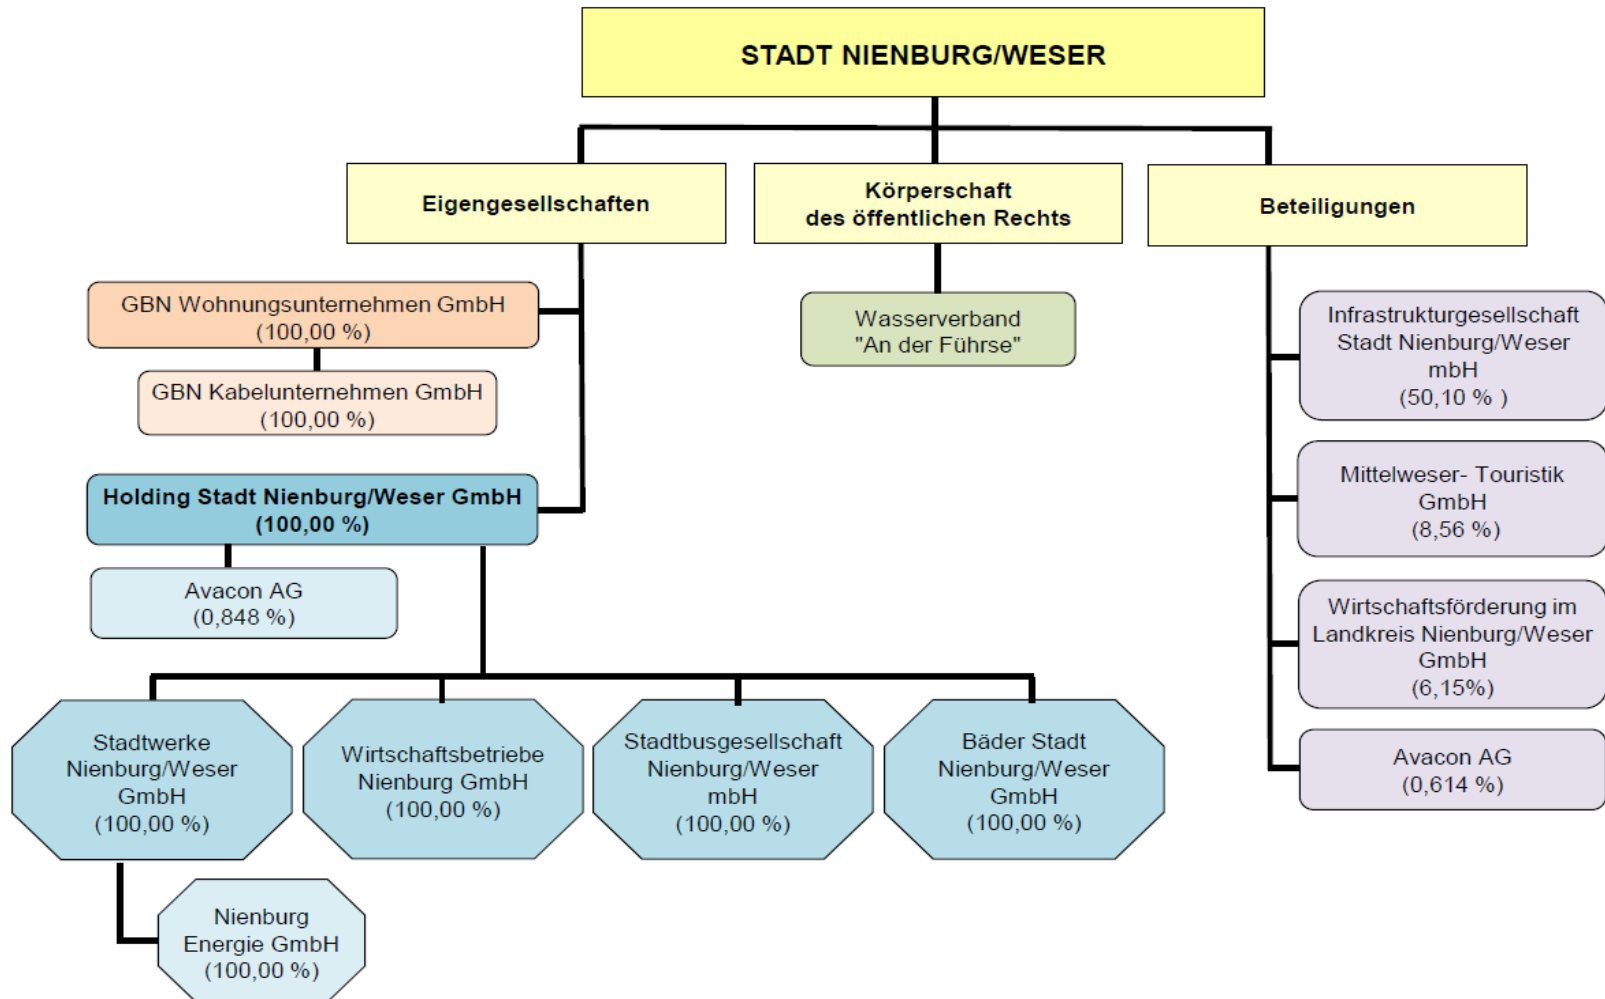 STADT NIENBURG/WESER
Eigengesellschaften
Körperschaft
des öffentlichen Rechts
Beteiligungen
GBN Wohnungsunternehmen GmbH
(100,00 %)
GBN Kabelunternehmen GmbH
(100,00 %)
Holding Stadt Nienburg/Weser GmbH
(100,00 %)
Avacon AG
(0,848 %)
Stadtwerke
Nienburg/Weser
GmbH
(100,00 %)
Nienburg
Energie GmbH
(100,00 %)
Wirtschaftsbetriebe
Nienburg GmbH
(100,00 %)
Stadtbusgesellschaft
Nienburg/Weser
mbH
(100,00 %)
Bäder Stadt
Nienburg/Weser
GmbH
(100,00 %)
Wasserverband
"An der Führse"
Infrastrukturgesellschaft
Stadt Nienburg/Weser
mbH
(50,10 % )
Mittelweser- Touristik
GmbH
(8,56 %)
Wirtschaftsförderung im
Landkreis Nienburg/Weser
GmbH
(6,15%)
Avacon AG
(0,614 %)